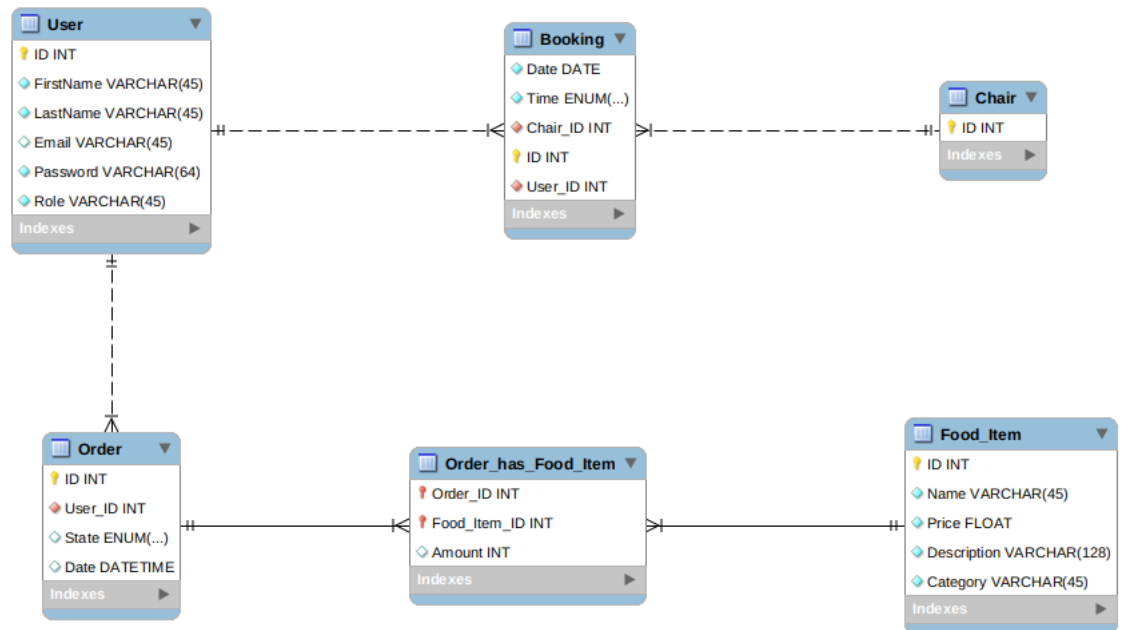 User
ID INT
FirstName VARCHAR(45)
LastName VARCHAR(45)
Email VARCHAR(45)
Password VARCHAR(64)
Role VARCHAR(45)
Indexes
Booking
Date DATE
Time ENUM(...)
Chair_ID INT
ID INT
User_ID INT
Indexes
Chair
ID INT
Indexes
Order
ID INT
User_ID INT
State ENUM(...)
Date DATETIME
Indexes
Order_has_Food_Item
Order_ID INT
Food_Item_ID INT
Amount INT
Indexes
Food_Item
ID INT
Name VARCHAR(45)
Price FLOAT
Description VARCHAR(128)
Category VARCHAR(45)
Indexes